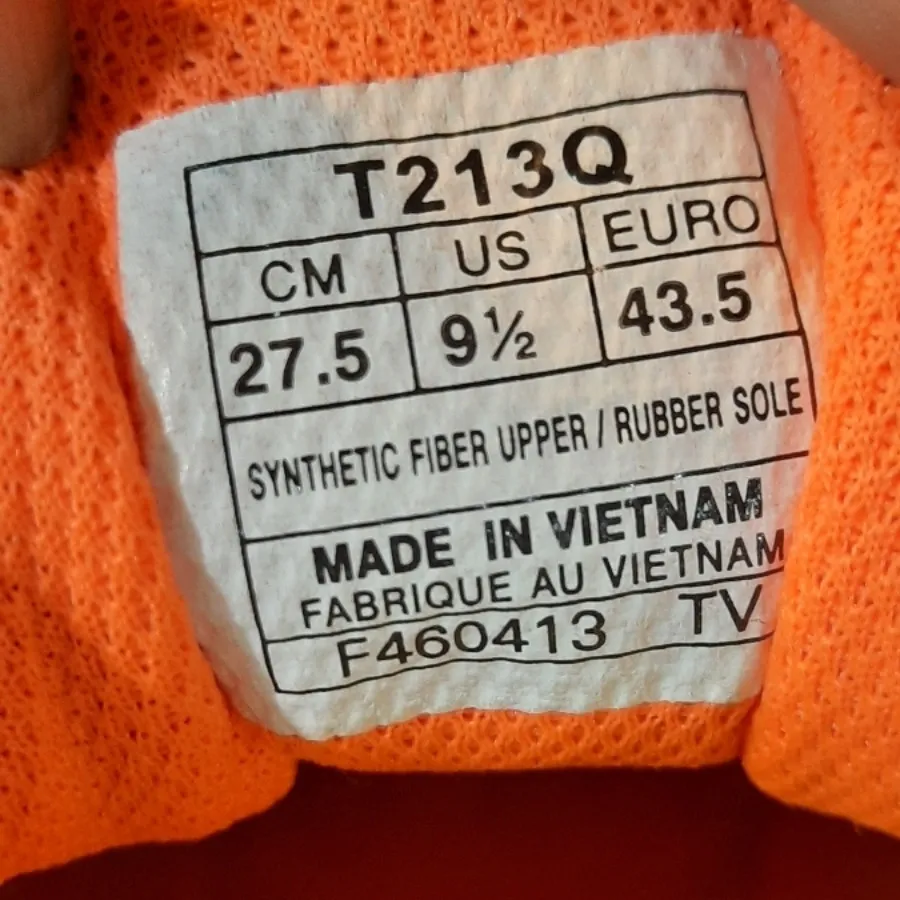 T213Q
CM US EURO
27.5 9½ 43.5
SYNTHETIC FIBER UPPER / RUBBER SOLE
MADE IN VIETNAM
FABRIQUE AU VIETNAM
F460413 TV